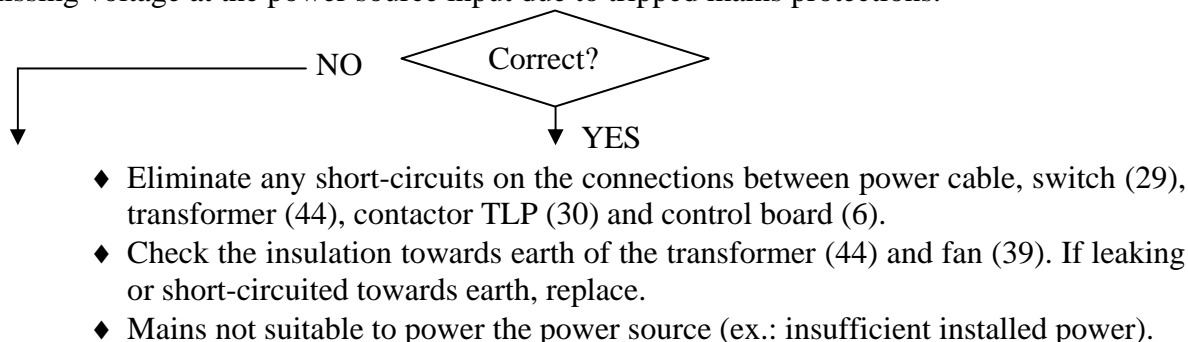 voltage at the power source input due to tripped mains protections.
NO Correct?
YES
♦ Eliminate any short-circuits on the connections between power cable, switch (29),
transformer (44), contactor TLP (30) and control board (6).
♦ Check the insulation towards earth of the transformer (44) and fan (39). If leaking
or short-circuited towards earth, replace.
♦ Mains not suitable to power the power source (ex.: insufficient installed power).